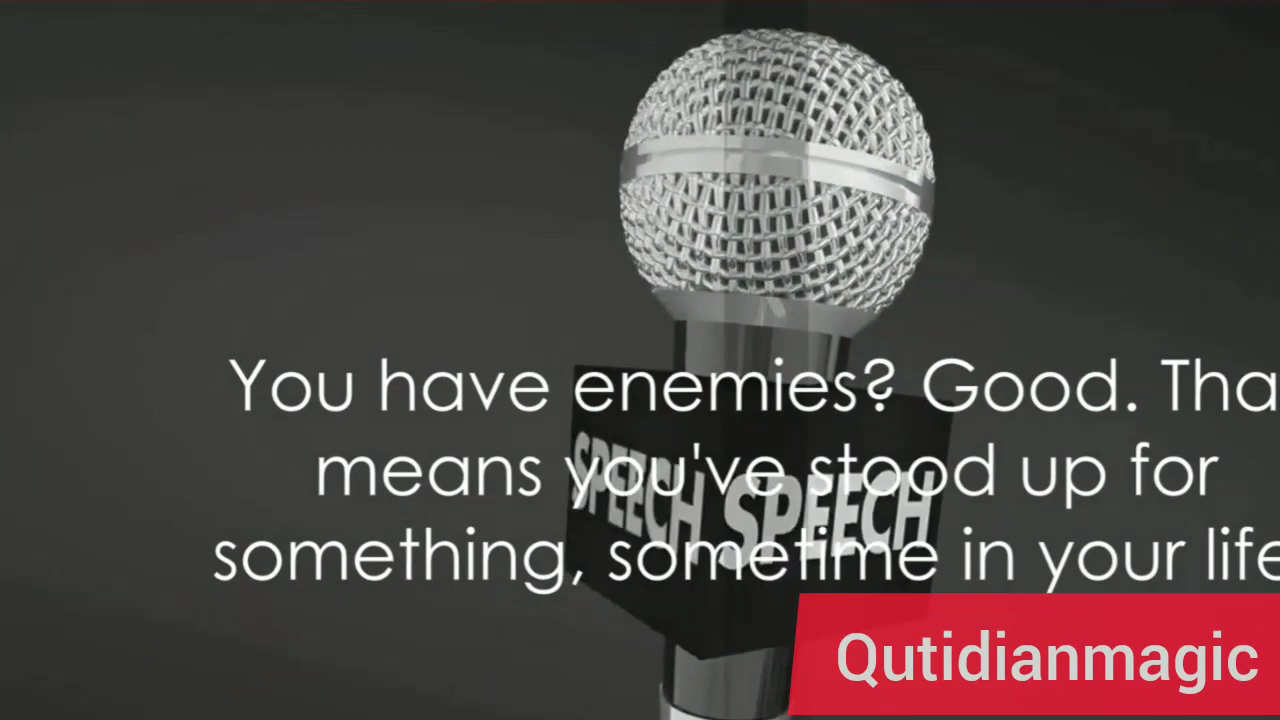 You have enemies? Good. Tha
means you've stood up for
something, sometime in your life
SPEECH SPEECH
Qutidianmagic